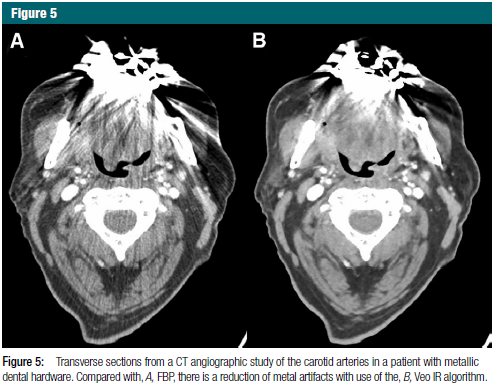 Figure 5
A
B
Figure 5: Transverse sections from a CT angiographic study of the carotid arteries in a patient with metallic
dental hardware. Compared with, A, FBP, there is a reduction of metal artifacts with use of the, B, Veo IR algorithm.